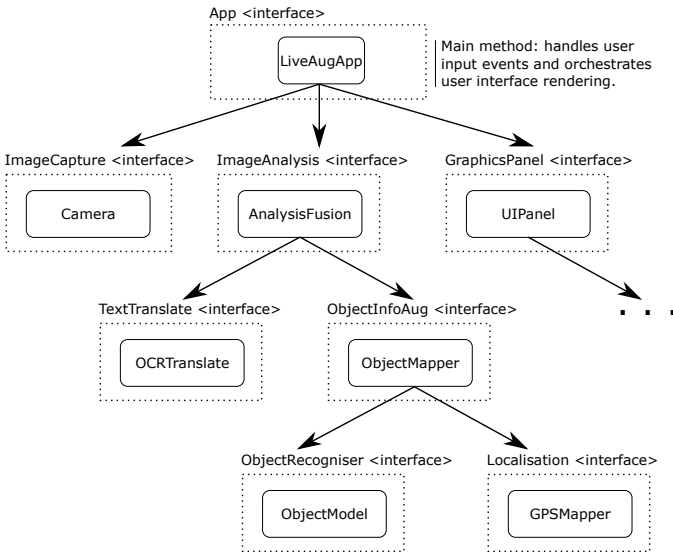 App <interface>
LiveAugApp
Main method: handles user
input events and orchestrates
user interface rendering.
ImageCapture <interface>
ImageAnalysis <interface>
GraphicsPanel <interface>
Camera
AnalysisFusion
UIPanel
TextTranslate <interface>
ObjectInfoAug <interface>
. . .
OCRTranslate
ObjectMapper
ObjectRecogniser <interface>
Localisation <interface>
ObjectModel
GPSMapper